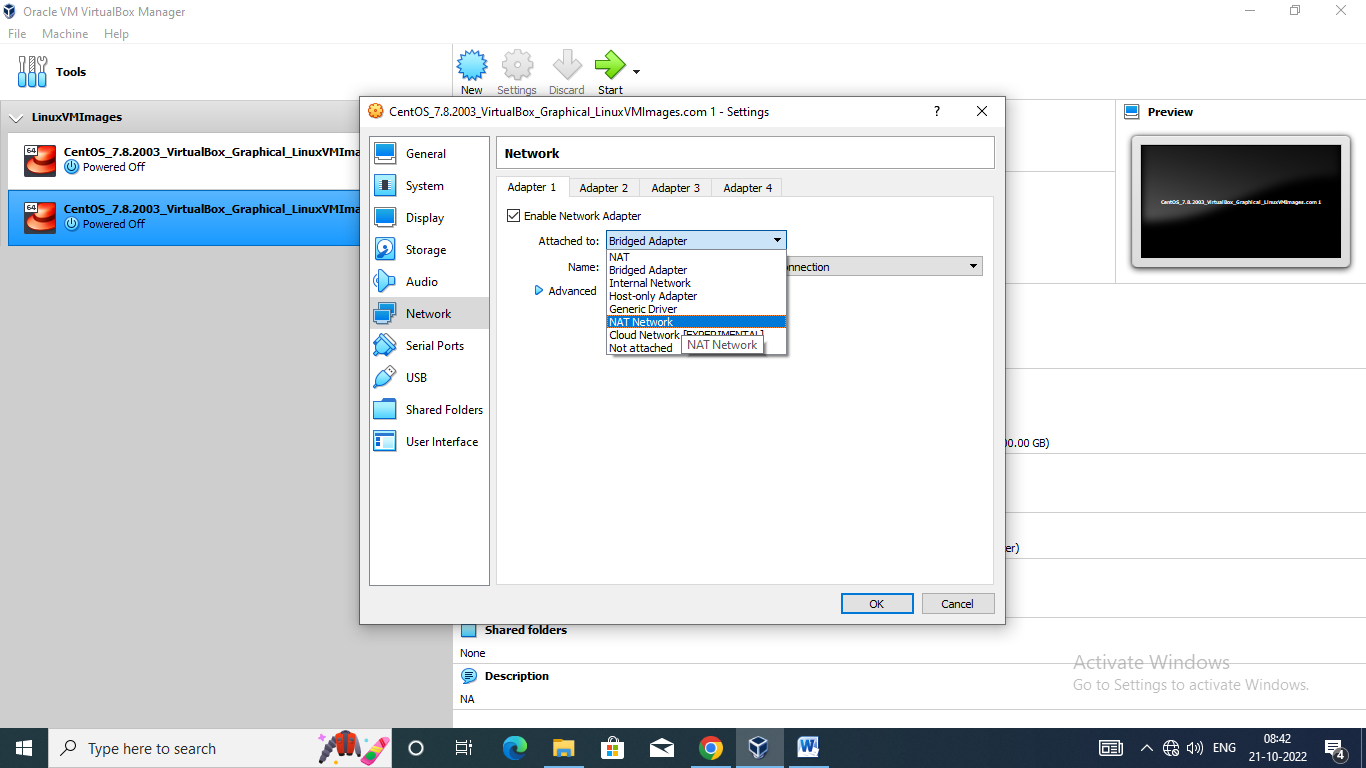 Oracle VM VirtualBox Manager
File Machine Help
Tools
New Settings Discard Start
LinuxVMImages
64
CentOS_7.8.2003_VirtualBox_Graphical_LinuxVMIma
Powered Off
64
CentOS_7.8.2003_VirtualBox_Graphical_LinuxVMIma
Powered Off
CentOS_7.8.2003_VirtualBox_Graphical_LinuxVMImages.com 1 - Settings
?
General
System
Display
Storage
Audio
Network
Serial Ports
USB
Shared Folders
User Interface
Network
Adapter 1 Adapter 2 Adapter 3 Adapter 4
Enable Network Adapter
Attached to: Bridged Adapter
Name: onnection
Advanced
NAT
Bridged Adapter
Internal Network
Host-only Adapter
Generic Driver
NAT Network
Cloud Network [EXPERIMENTAL]
Not attached
NAT Network
OK Cancel
Preview
CentOS_7.8.2003_VirtualBox_Graphical_LinuxVMImages.com 1
00.00 GB)
er)
Shared folders
None
Description
NA
Activate Windows
Go to Settings to activate Windows.
Type here to search
ENG
08:42
21-10-2022
4